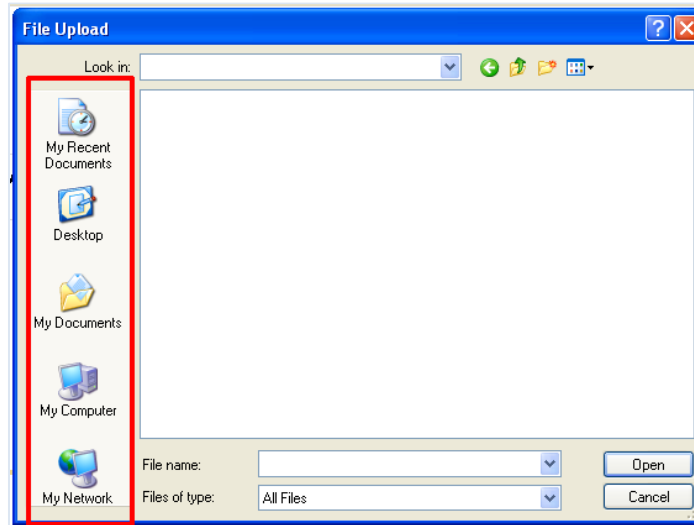 File Upload
Look in:
My Recent
Documents
Desktop
My Documents
My Computer
My Network
File name:
Open
Files of type:
All Files
Cancel